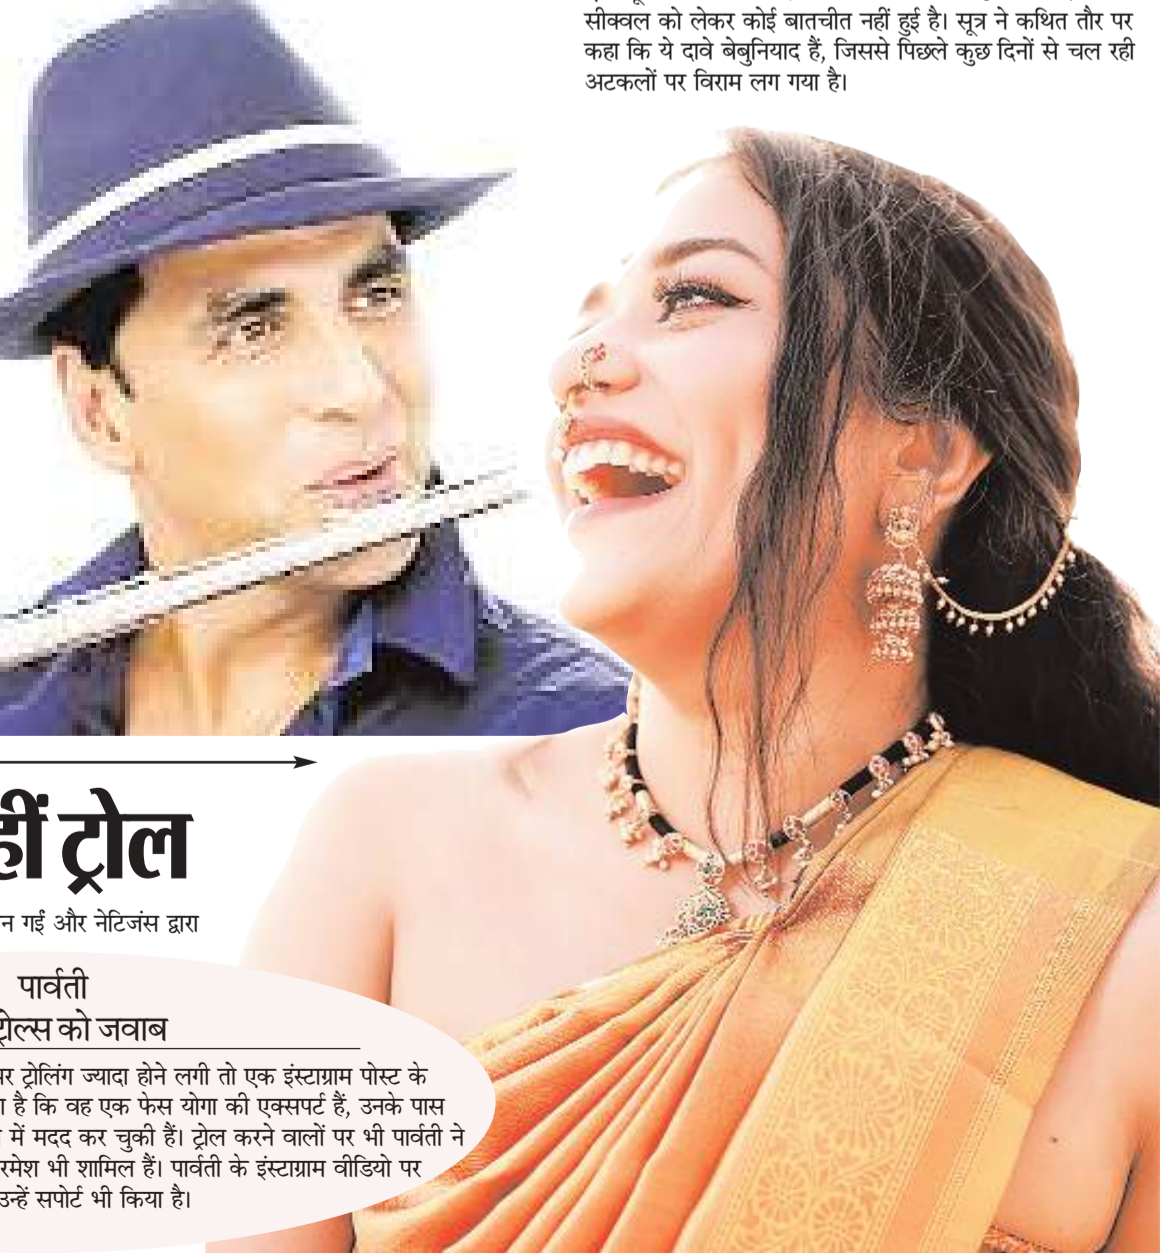 सीक्वल को लेकर कोई बातचीत नहीं हुई है। सूत्र ने कथित तौर पर
कहा कि ये दावे बेबुनियाद हैं, जिससे पिछले कुछ दिनों से चल रही
अटकलों पर विराम लग गया है।
ट्रोल
गईं और नेटिजंस द्वारा
पार्वती
को जवाब
ट्रोलिंग ज्यादा होने लगी तो एक इंस्टाग्राम पोस्ट के
है कि वह एक फेस योगा की एक्सपर्ट हैं, उनके पास
में मदद कर चुकी हैं। ट्रोल करने वालों पर भी पार्वती ने
रमेश भी शामिल हैं। पार्वती के इंस्टाग्राम वीडियो पर
उन्हें सपोर्ट भी किया है।